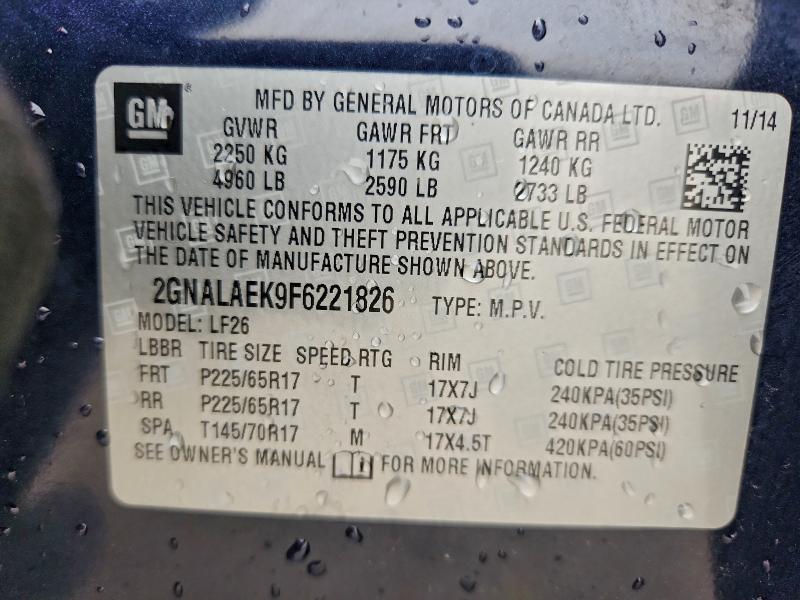 GM
MFD BY GENERAL MOTORS OF CANADA LTD. 11/14
GVWR GAWR FRT GAWR RR
2250 KG 1175 KG 1240 KG
4960 LB 2590 LB 2733 LB
THIS VEHICLE CONFORMS TO ALL APPLICABLE U.S. FEDERAL MOTOR
VEHICLE SAFETY AND THEFT PREVENTION STANDARDS IN EFFECT ON
THE DATE OF MANUFACTURE SHOWN ABOVE.
2GNALAEK9F6221826 TYPE: M.P.V.
MODEL: LF26
LBBR TIRE SIZE SPEED RTG RIM COLD TIRE PRESSURE
FRT P225/65R17 T 17X7J 240KPA(35PSI)
RR P225/65R17 T 17X7J 240KPA(35PSI)
SPA T145/70R17 M 17X4.5T 420KPA(60PSI)
SEE OWNER'S MANUAL FOR MORE INFORMATION.